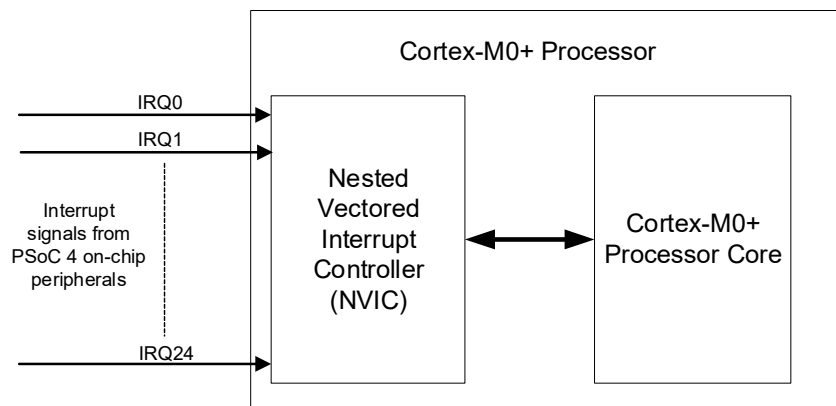 Cortex-M0+ Processor
IRQ0
IRQ1
Interrupt
signals from
PSoC 4 on-chip
peripherals
IRQ24
Nested
Vectored
Interrupt
Controller
(NVIC)
Cortex-M0+
Processor Core